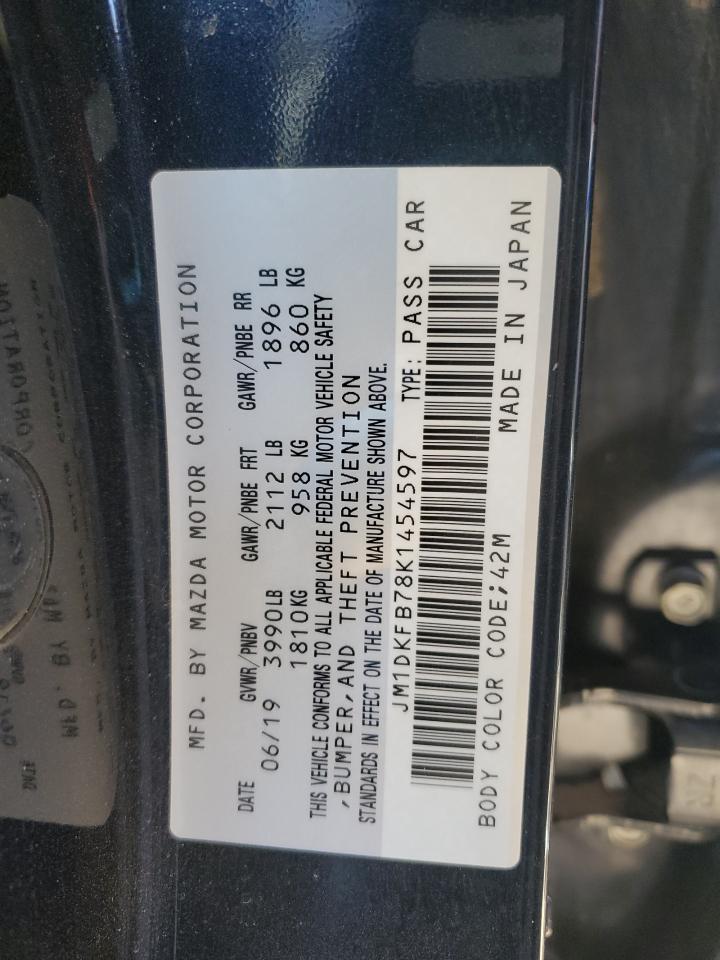 MFD. BY MAZDA MOTOR CORPORATION
DATE GVWR/PNBV GAWR/PNBE FRT GAWR/PNBE RR
06/19 3990LB 2112 LB 1896 LB
1810KG 958 KG 860 KG
THIS VEHICLE CONFORMS TO ALL APPLICABLE FEDERAL MOTOR VEHICLE SAFETY
,BUMPER,AND THEFT PREVENTION
STANDARDS IN EFFECT ON THE DATE OF MANUFACTURE SHOWN ABOVE.
JM1DKFB78K1454597 TYPE: PASS CAR
BODY COLOR CODE;42M MADE IN JAPAN